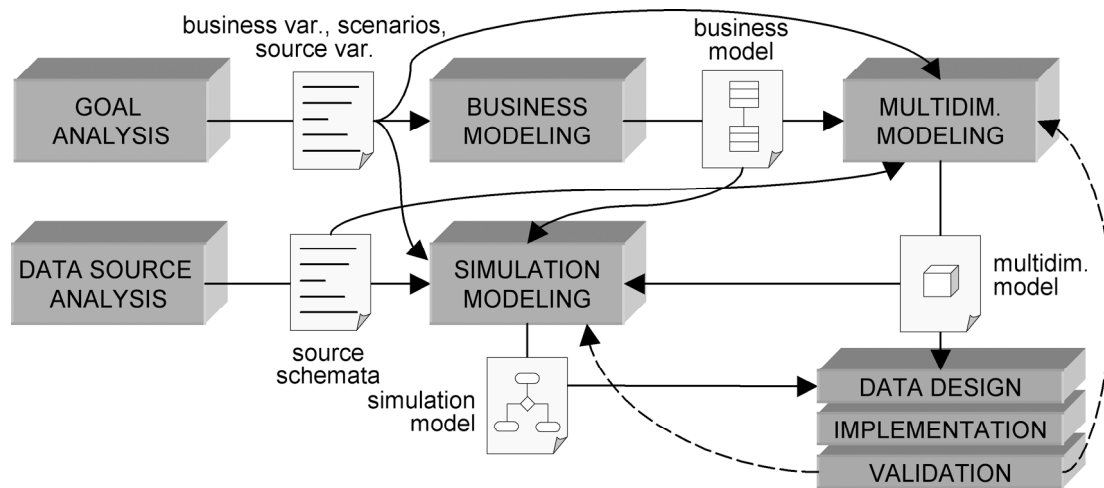 business var., scenarios,
source var.
business
model
GOAL
ANALYSIS
BUSINESS
MODELING
MULTIDIM.
MODELING
DATA SOURCE
ANALYSIS
SIMULATION
MODELING
multidim.
model
source
schemata
simulation
model
DATA DESIGN
IMPLEMENTATION
VALIDATION